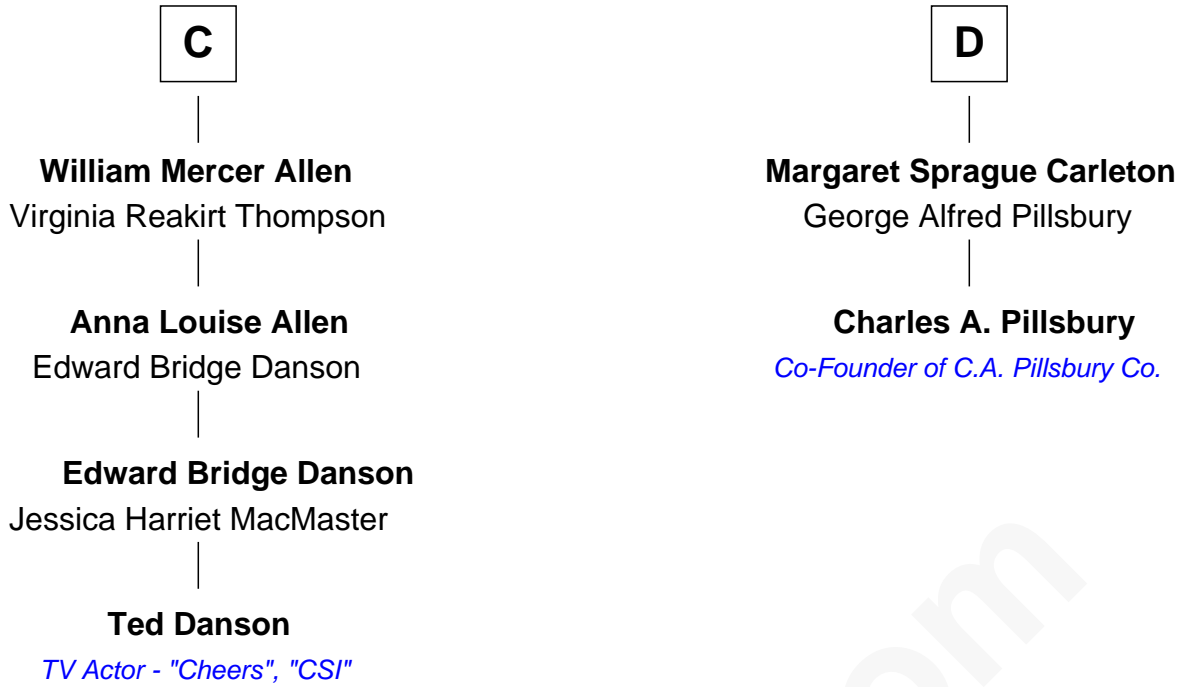 C
William Mercer Allen
Virginia Reakirt Thompson
Anna Louise Allen
Edward Bridge Danson
Edward Bridge Danson
Jessica Harriet MacMaster
Ted Danson
TV Actor - "Cheers", "CSI"
D
Margaret Sprague Carleton
George Alfred Pillsbury
Charles A. Pillsbury
Co-Founder of C.A. Pillsbury Co.
om